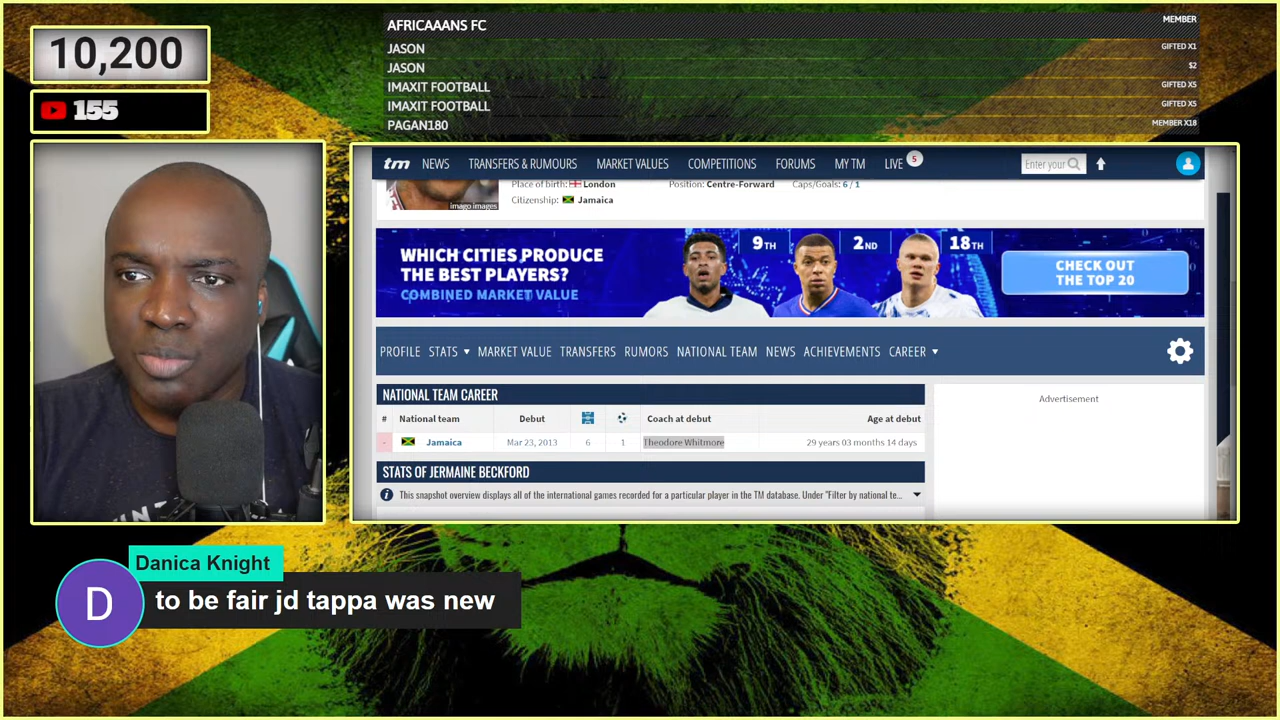 10,200
155
AFRICAAANS FC MEMBER
JASON GIFTED X1
JASON $2
IMAXIT FOOTBALL GIFTED X5
IMAXIT FOOTBALL GIFTED X5
PAGAN180 MEMBER X18
tm NEWS TRANSFERS & RUMOURS MARKET VALUES COMPETITIONS FORUMS MY TM LIVE 5 Enter your
Place of birth: London Position: Centre-Forward Caps/Goals: 6 / 1
imago images Citizenship: Jamaica
WHICH CITIES PRODUCE
THE BEST PLAYERS?
COMBINED MARKET VALUE
9TH 2ND 18TH
CHECK OUT
THE TOP 20
PROFILE STATS MARKET VALUE TRANSFERS RUMORS NATIONAL TEAM NEWS ACHIEVEMENTS CAREER
NATIONAL TEAM CAREER
Advertisement
# National team Debut Coach at debut Age at debut
- Jamaica Mar 23, 2013 6 1 Theodore Whitmore 29 years 03 months 14 days
STATS OF JERMAINE BECKFORD
This snapshot overview displays all of the international games recorded for a particular player in the TM database. Under "Filter by national te...
Danica Knight
D
to be fair jd tappa was new